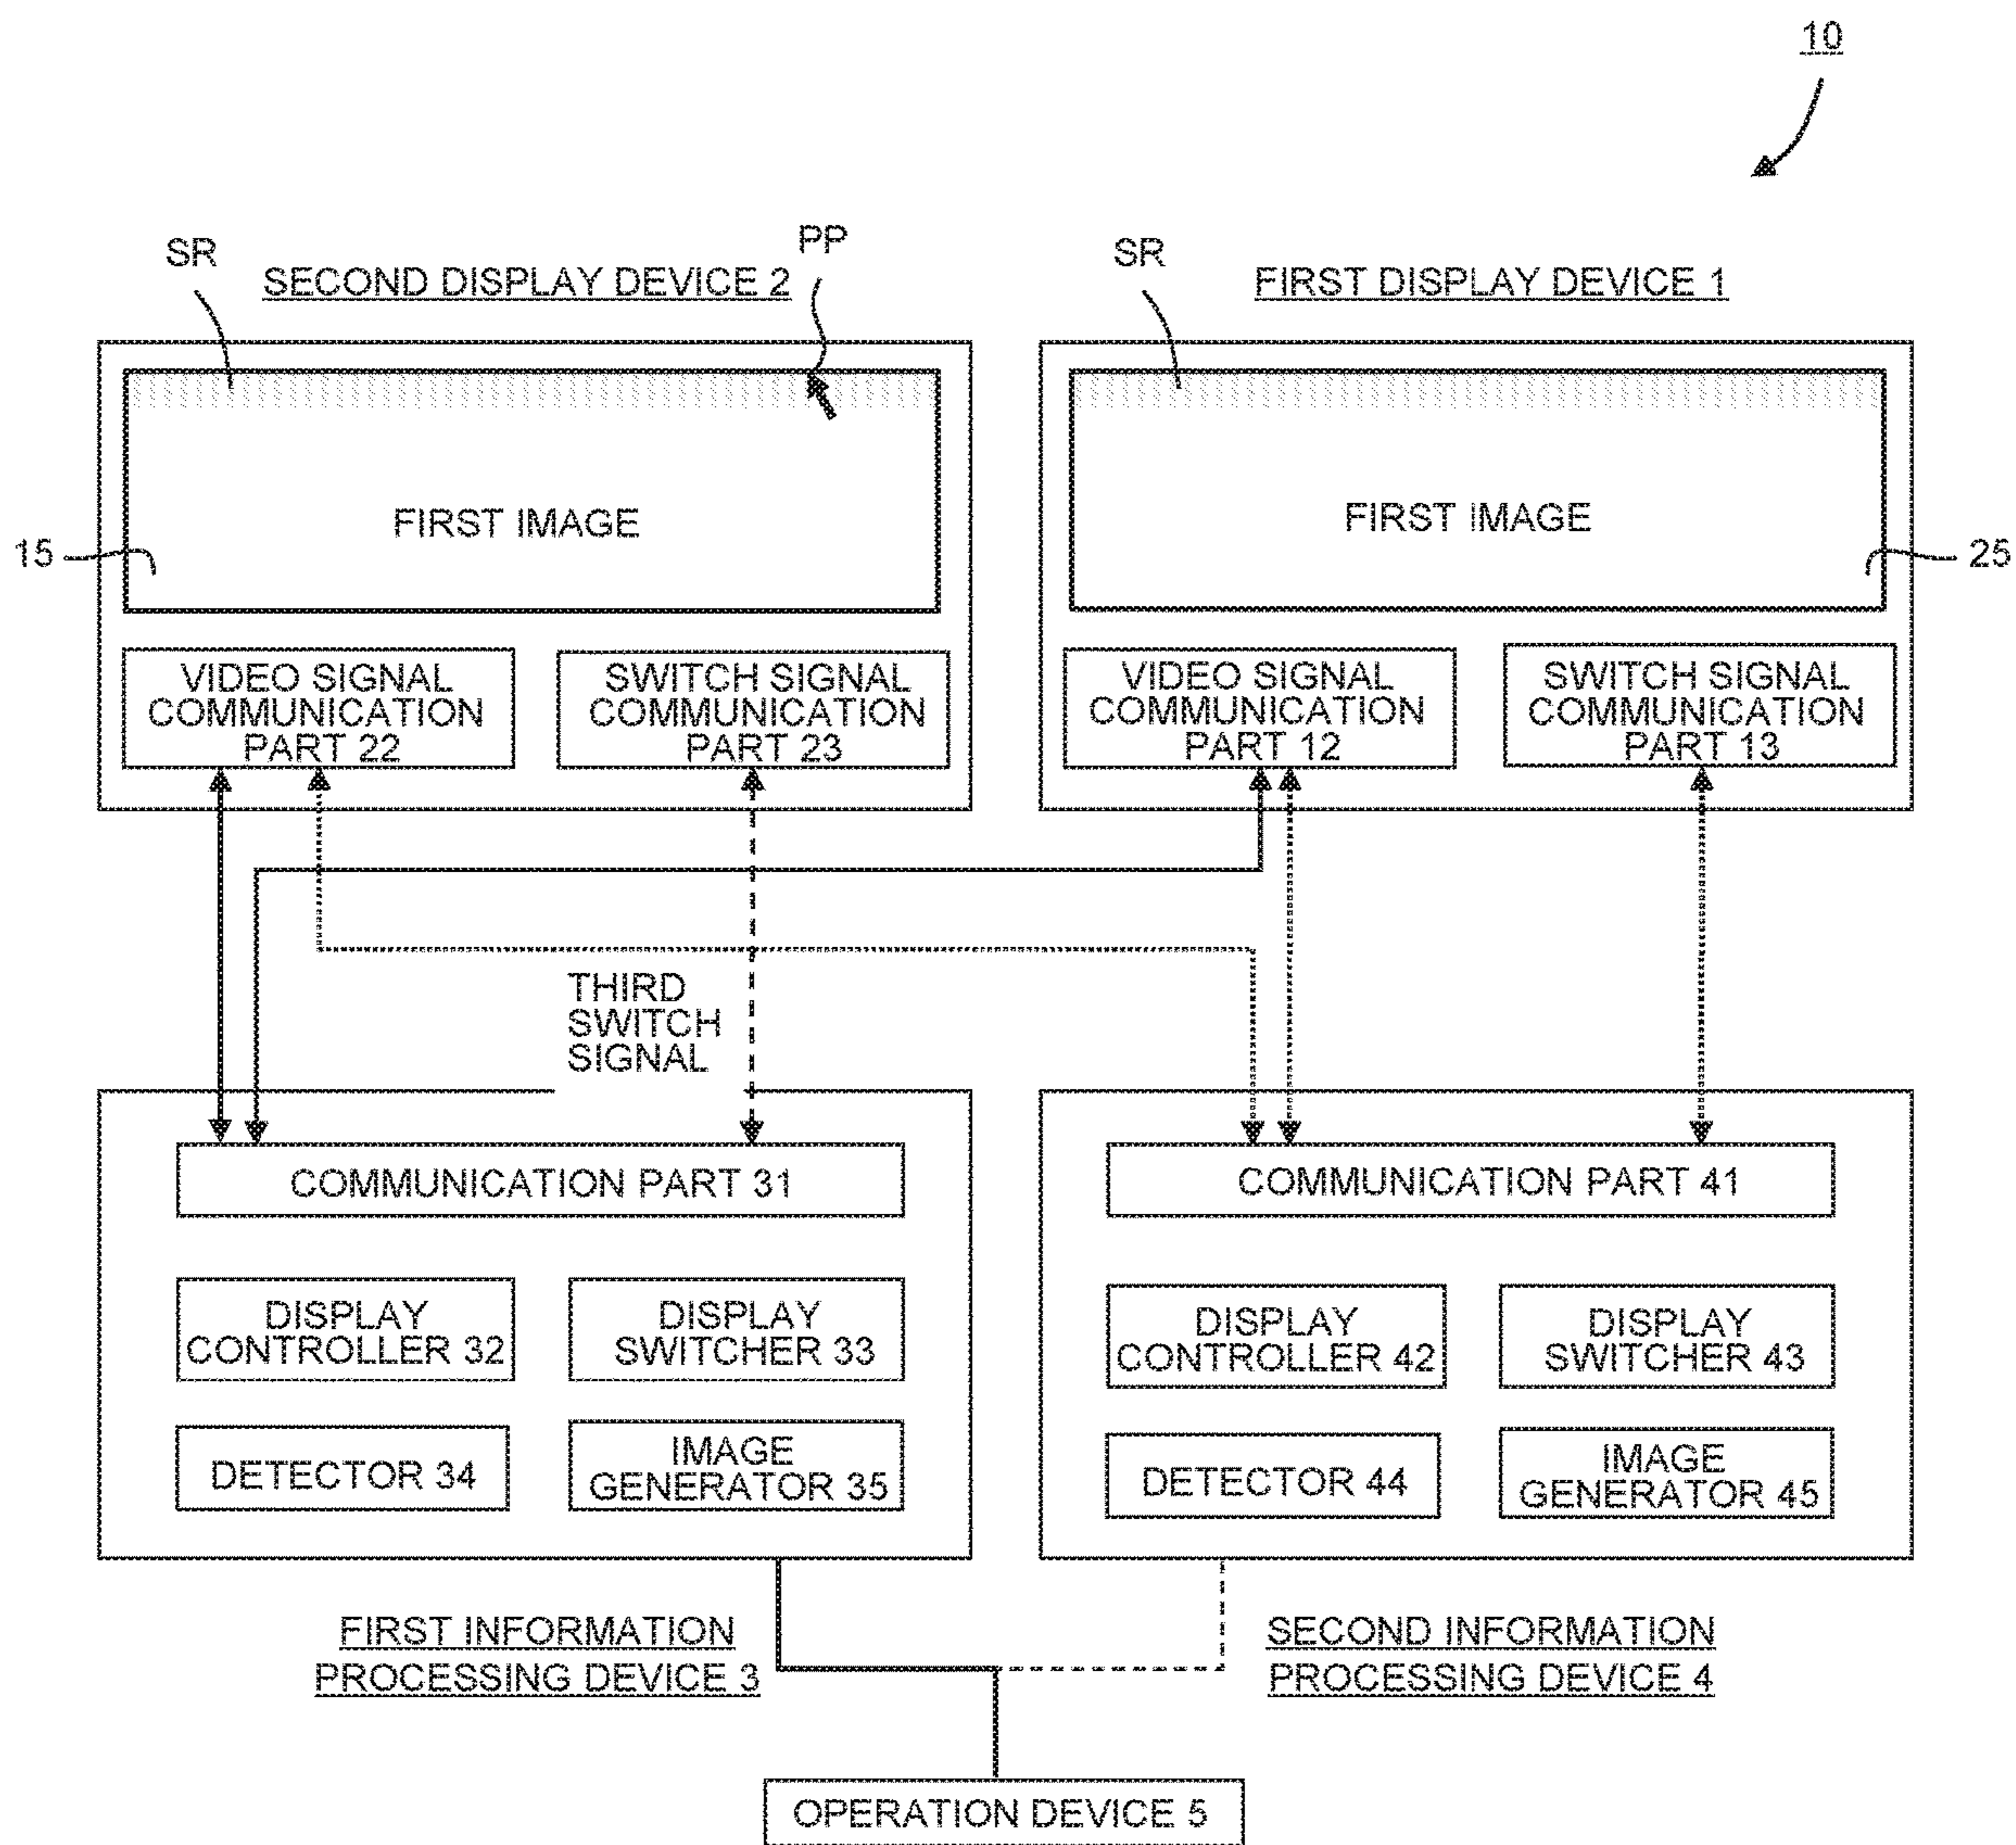 10
SR
PP
SECOND DISPLAY DEVICE 2
SR
FIRST DISPLAY DEVICE 1
FIRST IMAGE
15
FIRST IMAGE
25
VIDEO SIGNAL
COMMUNICATION
PART 22
SWITCH SIGNAL
COMMUNICATION
PART 23
VIDEO SIGNAL
COMMUNICATION
PART 12
SWITCH SIGNAL
COMMUNICATION
PART 13
THIRD
SWITCH
SIGNAL
COMMUNICATION PART 31
COMMUNICATION PART 41
DISPLAY
CONTROLLER 32
DISPLAY
SWITCHER 33
DISPLAY
CONTROLLER 42
DISPLAY
SWITCHER 43
DETECTOR 34
IMAGE
GENERATOR 35
DETECTOR 44
IMAGE
GENERATOR 45
FIRST INFORMATION
PROCESSING DEVICE 3
SECOND INFORMATION
PROCESSING DEVICE 4
OPERATION DEVICE 5